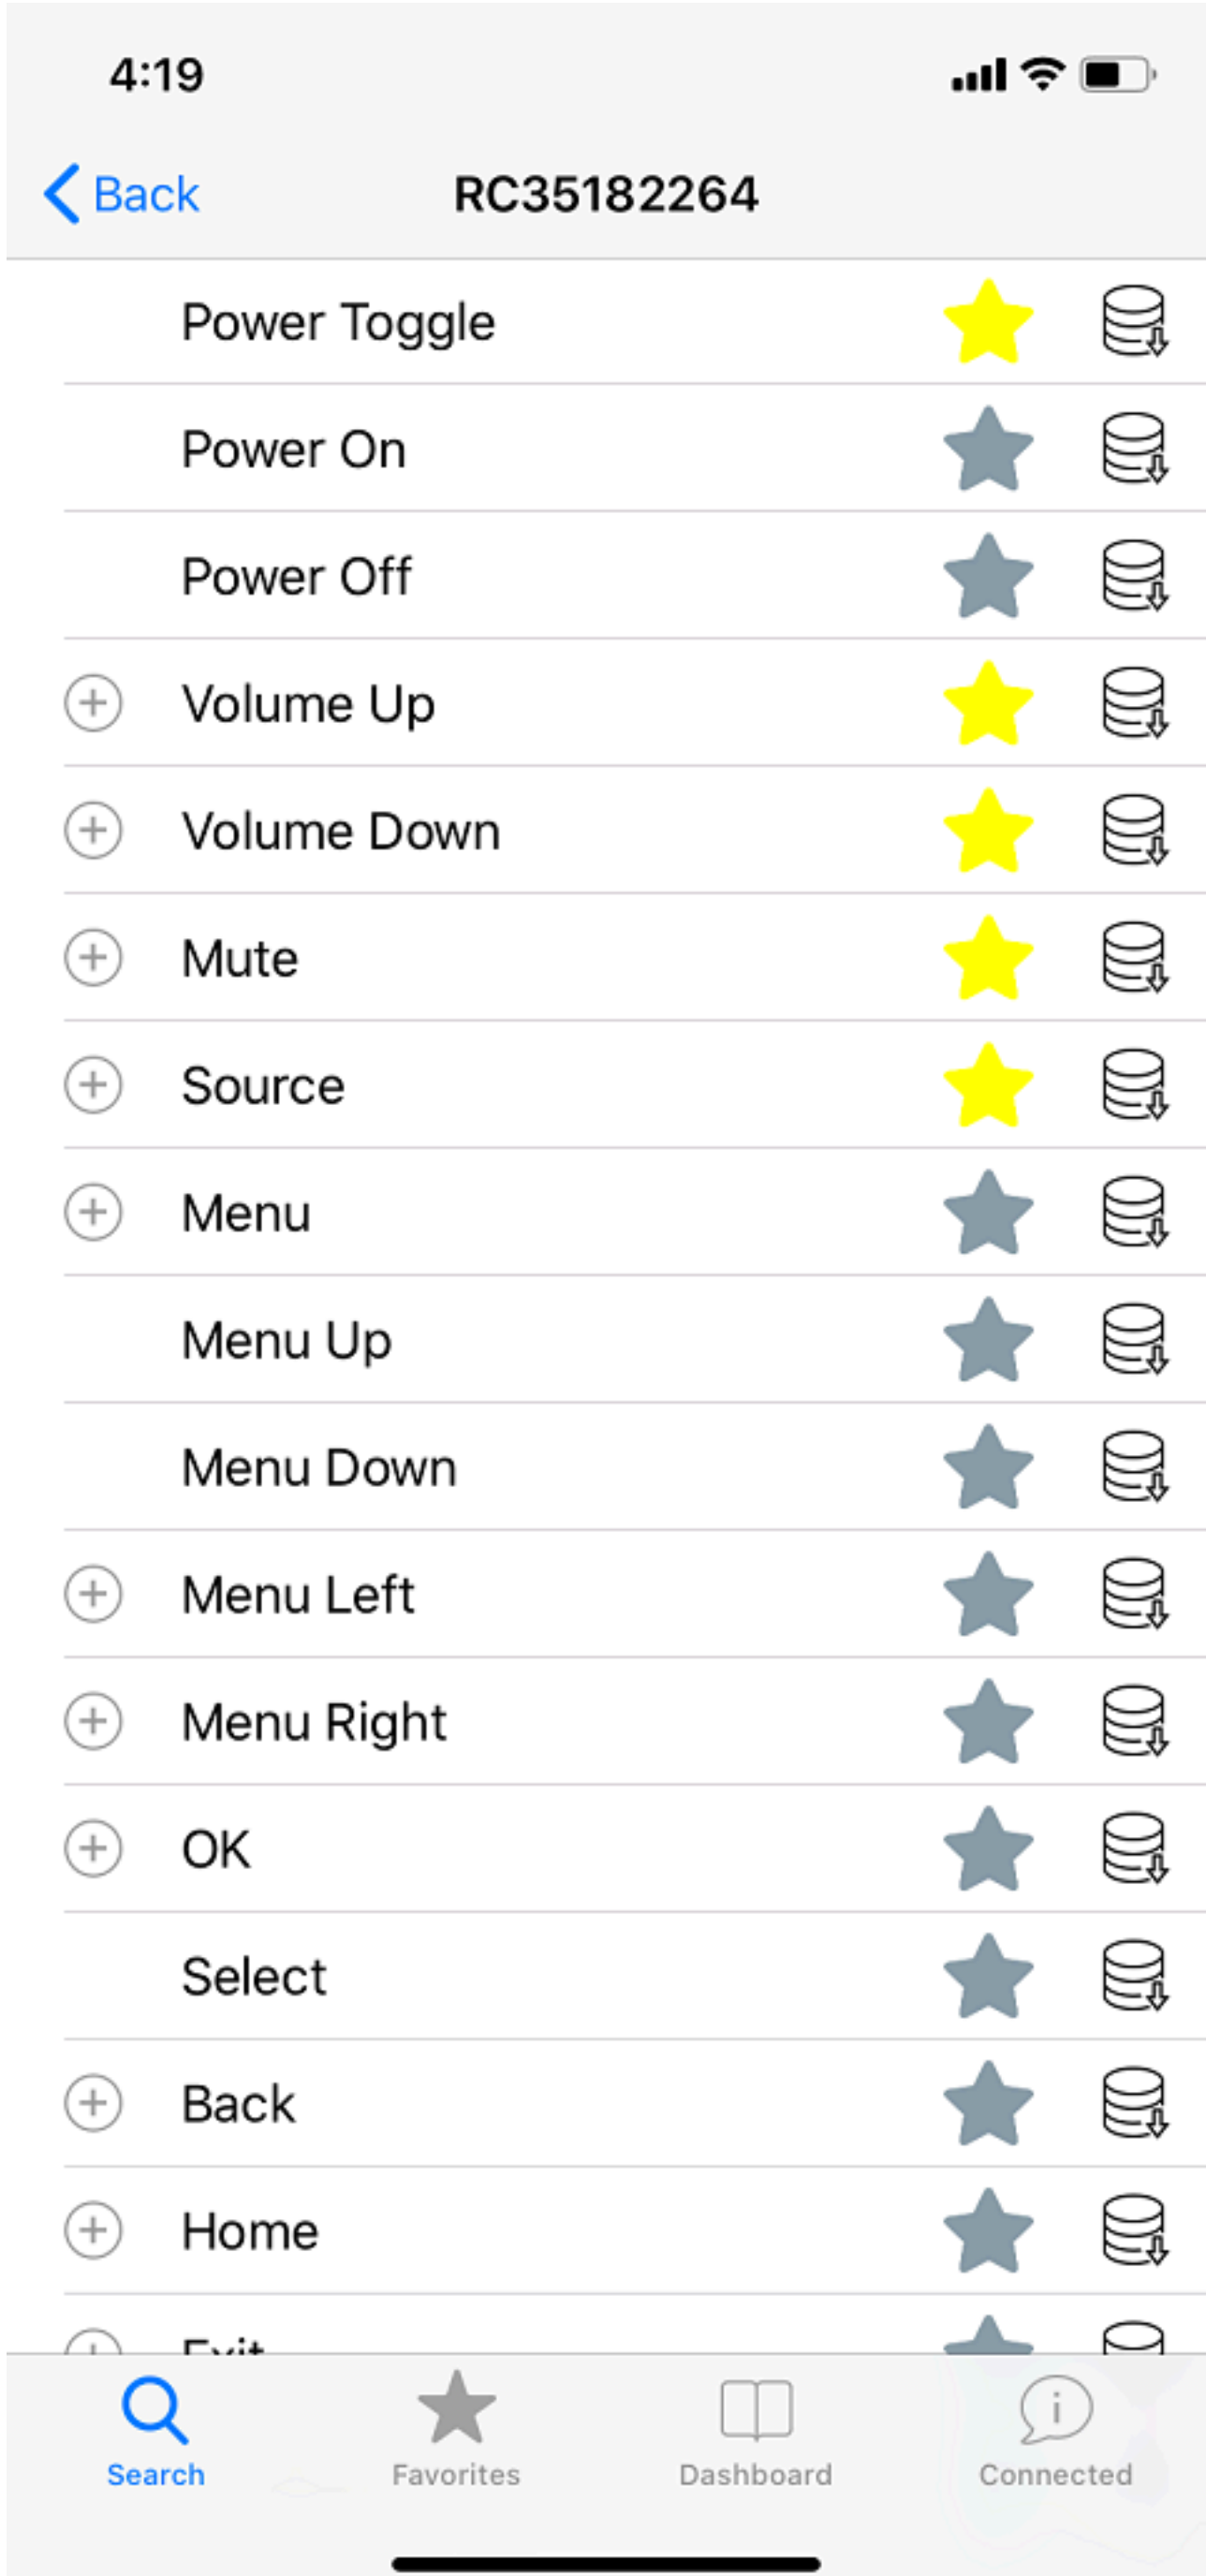 4:19
Back RC35182264
Power Toggle
Power On
Power Off
Volume Up
Volume Down
Mute
Source
Menu
Menu Up
Menu Down
Menu Left
Menu Right
OK
Select
Back
Home
Exit
Search Favorites Dashboard Connected